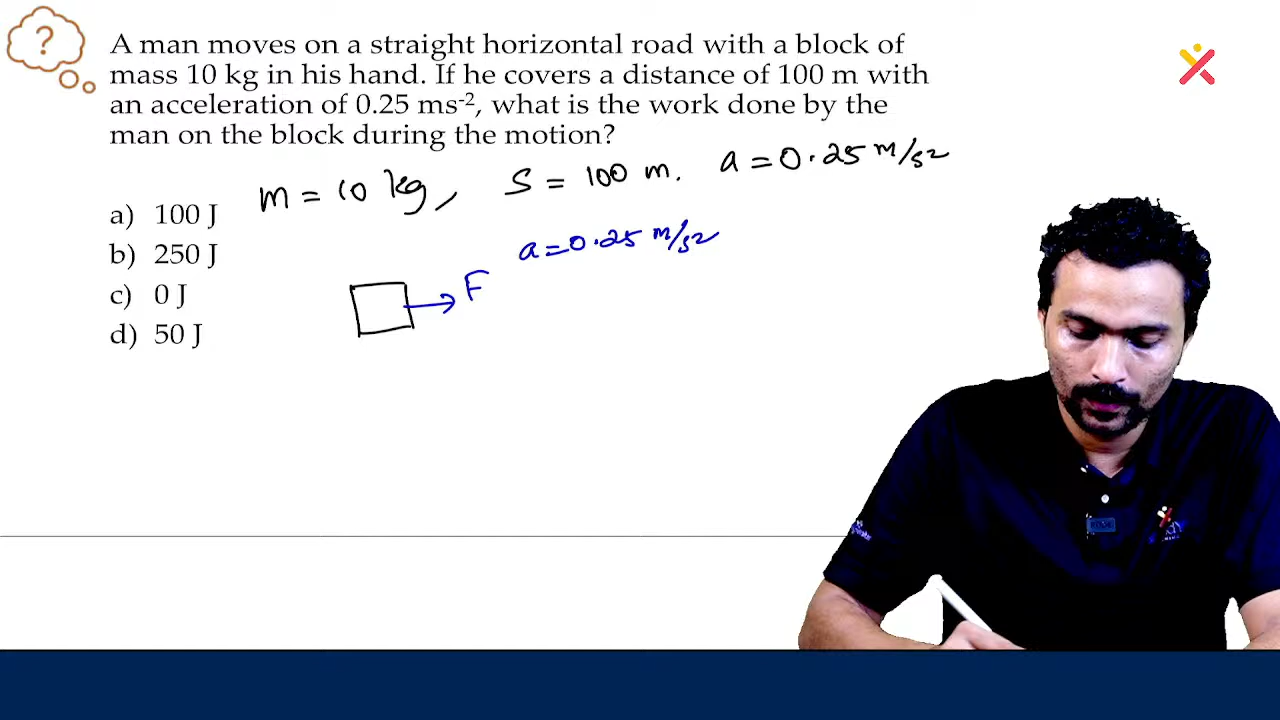 ?
A man moves on a straight horizontal road with a block of
mass 10 kg in his hand. If he covers a distance of 100 m with
an acceleration of 0.25 ms-2, what is the work done by the
man on the block during the motion?
m = 10 kg, S = 100 m. a = 0.25 m/s2
a) 100 J
b) 250 J
c) 0 J
d) 50 J
a = 0.25 m/s2
F